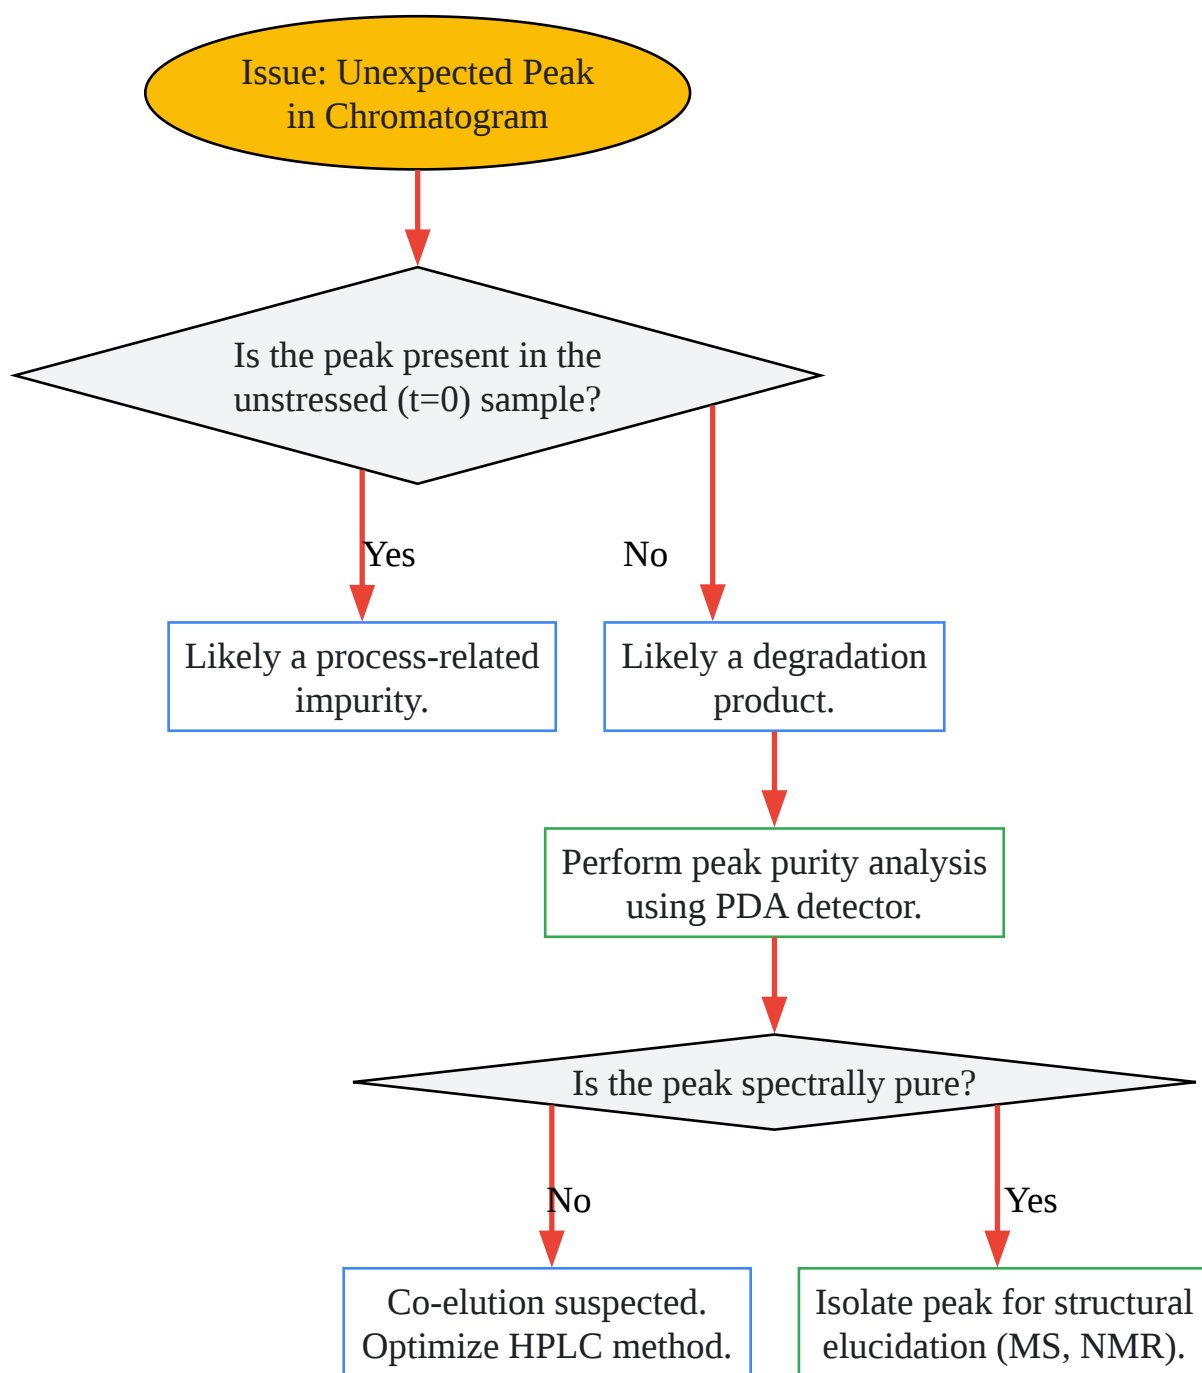 Issue: Unexpected Peak
in Chromatogram
Is the peak present in the
unstressed (t=0) sample?
Yes
No
Likely a process-related
impurity.
Likely a degradation
product.
Perform peak purity analysis
using PDA detector.
Is the peak spectrally pure?
No
Yes
Co-elution suspected.
Optimize HPLC method.
Isolate peak for structural
elucidation (MS, NMR).